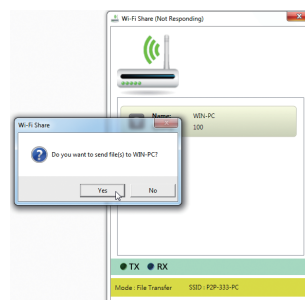 Wi-Fi Share (Not Responding)
Name: WIN-PC
100
Wi-Fi Share
Do you want to send file(s) to WIN-PC?
Yes No
TX RX
Mode : File Transfer SSID : P2P-333-PC